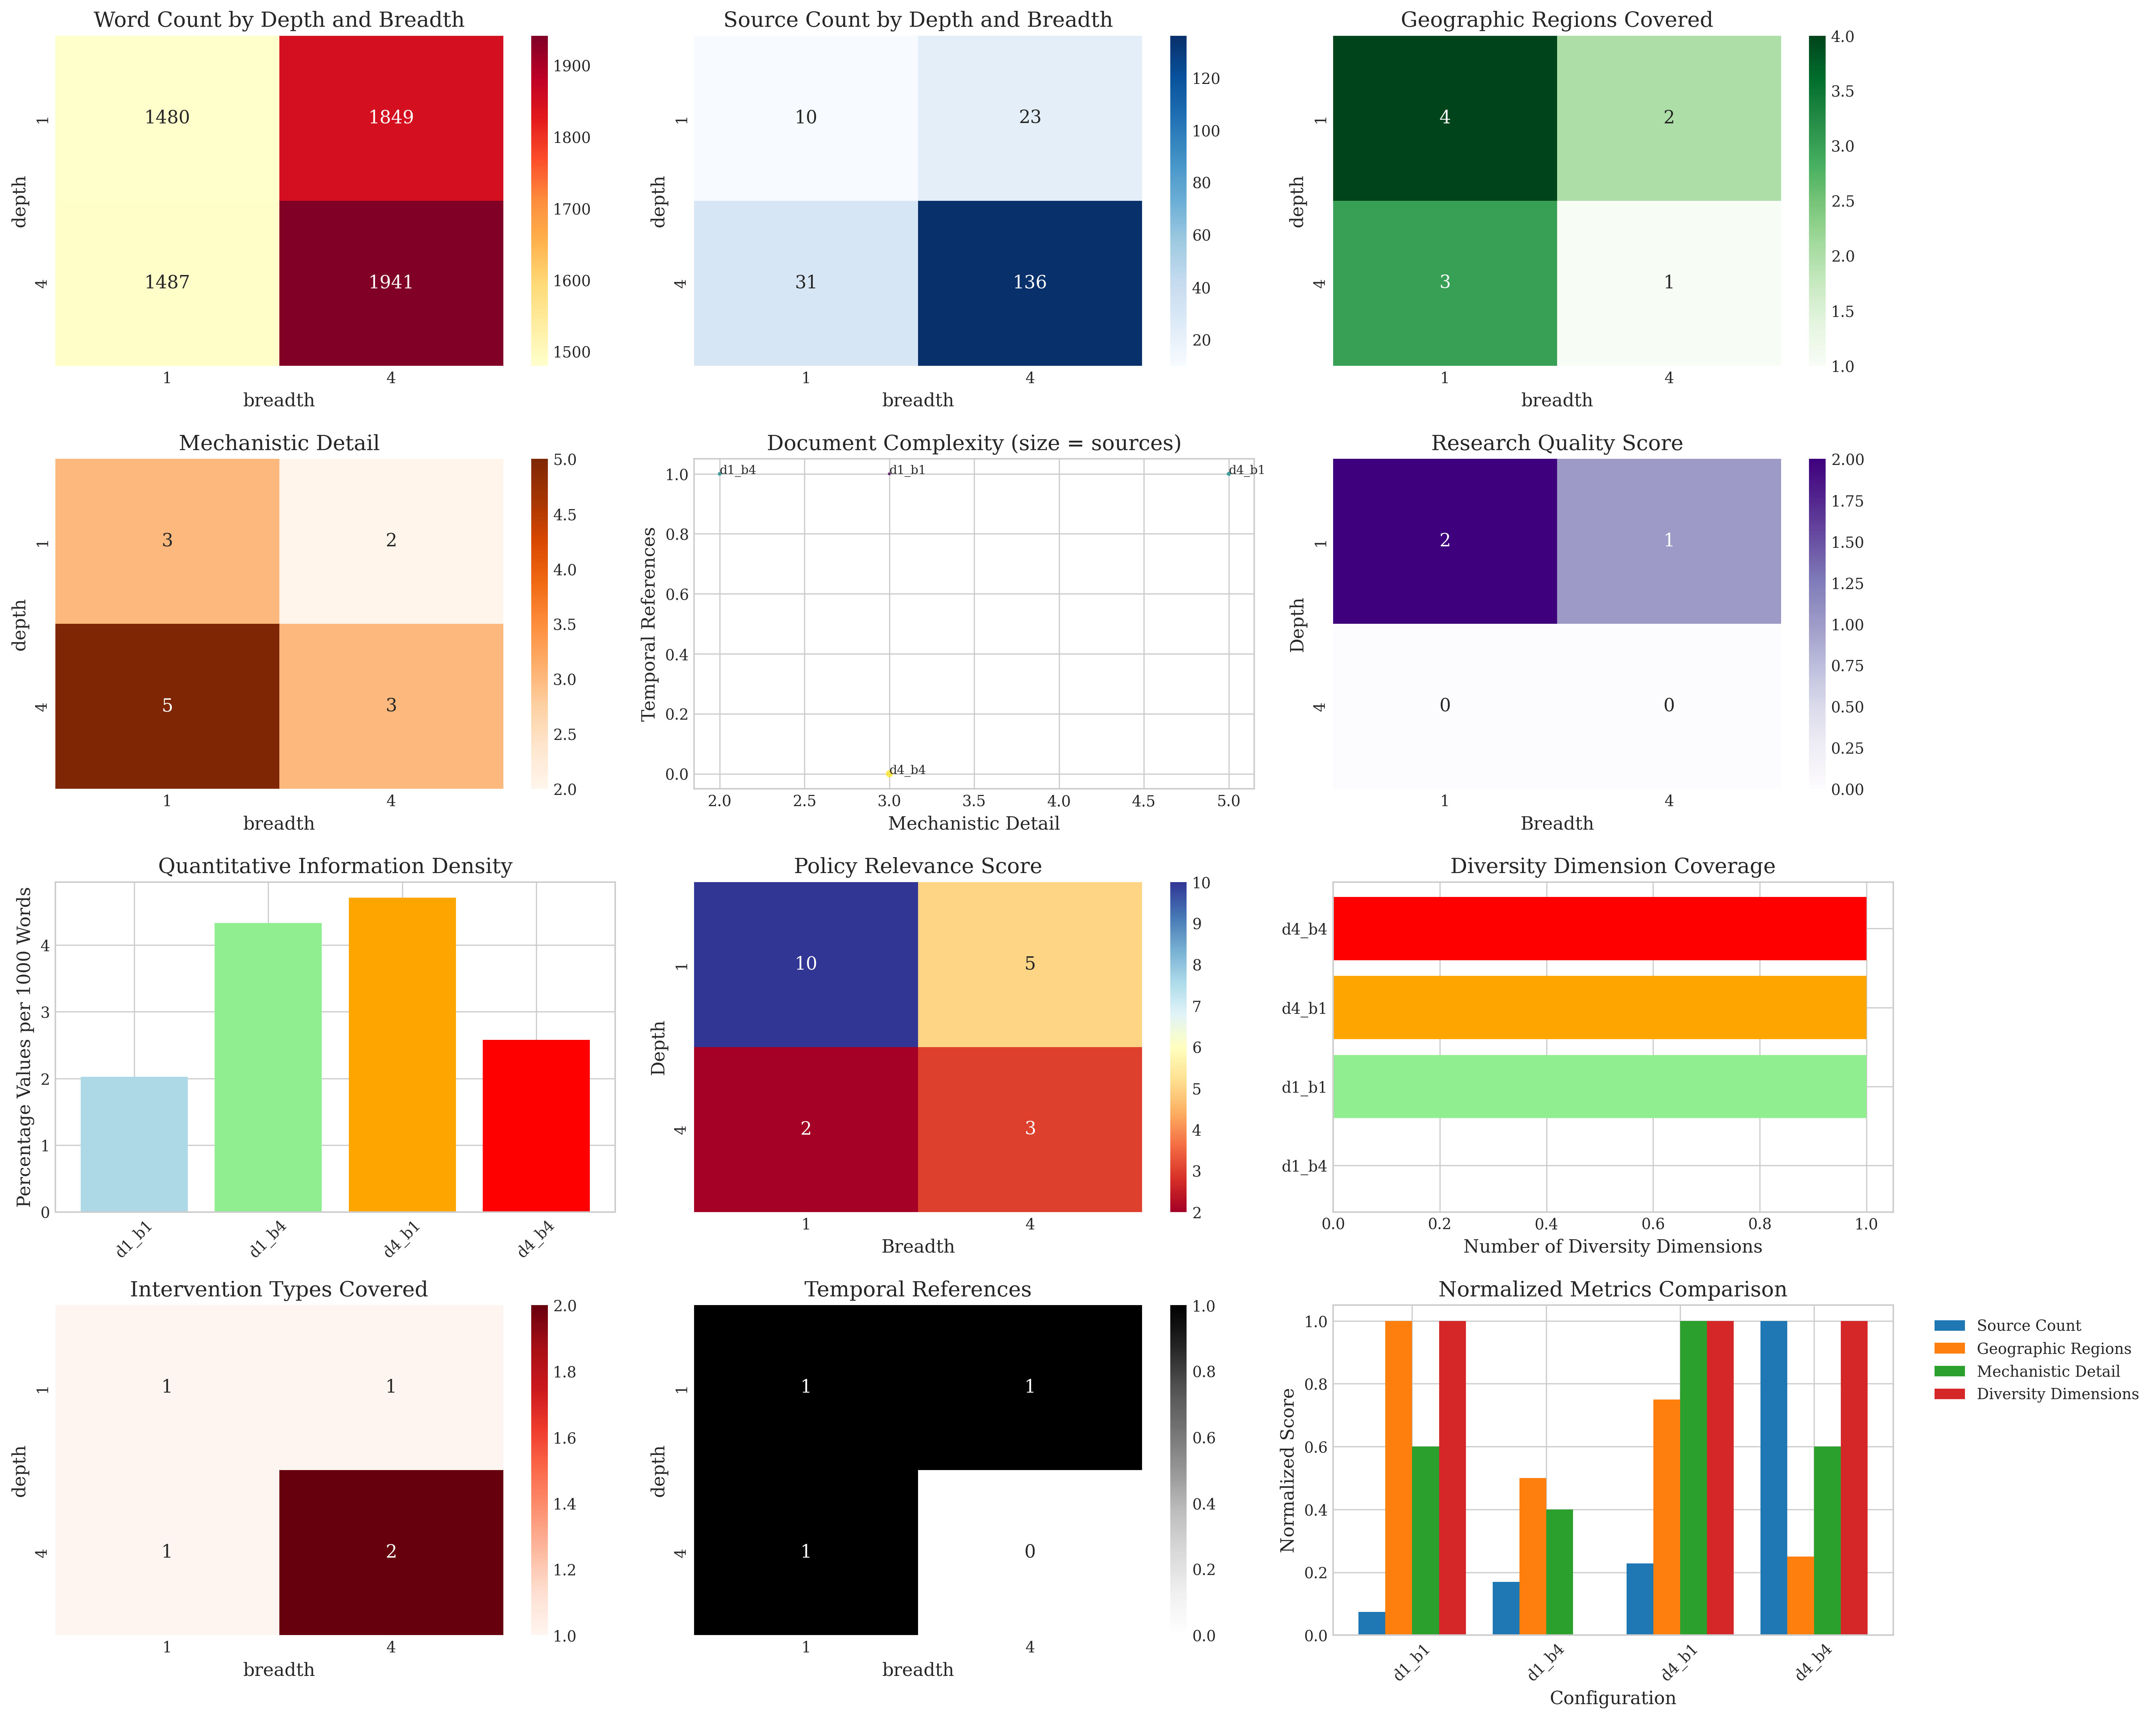 Word Count by Depth and Breadth
1480
1849
1487
1941
1
4
depth
1
4
breadth
1900
1800
1700
1600
1500
Source Count by Depth and Breadth
10
23
31
136
1
4
depth
1
4
breadth
120
100
80
60
40
20
Geographic Regions Covered
4
2
3
1
1
4
depth
1
4
breadth
4.0
3.5
3.0
2.5
2.0
1.5
1.0
Mechanistic Detail
3
2
5
3
1
4
depth
1
4
breadth
5.0
4.5
4.0
3.5
3.0
2.5
2.0
Document Complexity (size = sources)
d1_b4
d1_b1
d4_b1
d4_b4
1.0
0.8
0.6
0.4
0.2
0.0
Temporal References
2.0 2.5 3.0 3.5 4.0 4.5 5.0
Mechanistic Detail
Research Quality Score
2
1
0
0
1
4
Depth
1
4
Breadth
2.00
1.75
1.50
1.25
1.00
0.75
0.50
0.25
0.00
Quantitative Information Density
Percentage Values per 1000 Words
4
3
2
1
0
d1_b1
d1_b4
d4_b1
d4_b4
Policy Relevance Score
10
5
2
3
1
4
Depth
1
4
Breadth
10
9
8
7
6
5
4
3
2
Diversity Dimension Coverage
d4_b4
d4_b1
d1_b1
d1_b4
0.0 0.2 0.4 0.6 0.8 1.0
Number of Diversity Dimensions
Intervention Types Covered
1
1
1
2
1
4
depth
1
4
breadth
2.0
1.8
1.6
1.4
1.2
1.0
Temporal References
1
1
1
0
1
4
depth
1
4
breadth
1.0
0.8
0.6
0.4
0.2
0.0
Normalized Metrics Comparison
Normalized Score
1.0
0.8
0.6
0.4
0.2
0.0
d1_b1
d1_b4
d4_b1
d4_b4
Configuration
Source Count
Geographic Regions
Mechanistic Detail
Diversity Dimensions